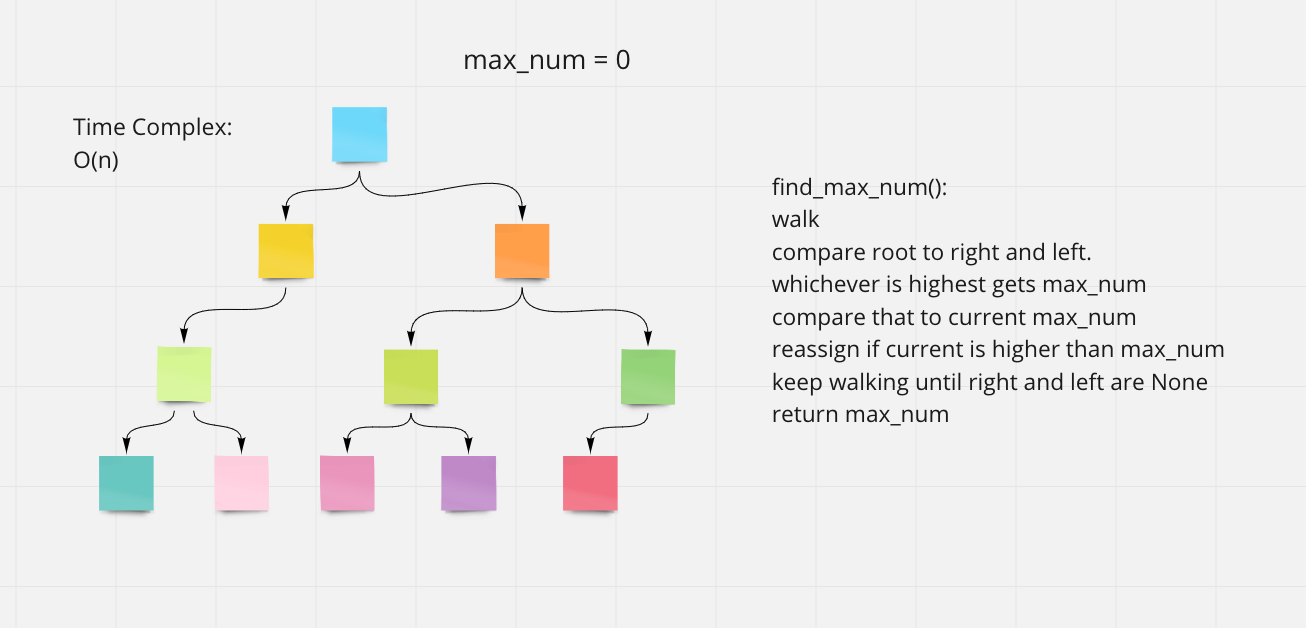 max_num = 0
Time Complex:
O(n)
find_max_num():
walk
compare root to right and left.
whichever is highest gets max_num
compare that to current max_num
reassign if current is higher than max_num
keep walking until right and left are None
return max_num